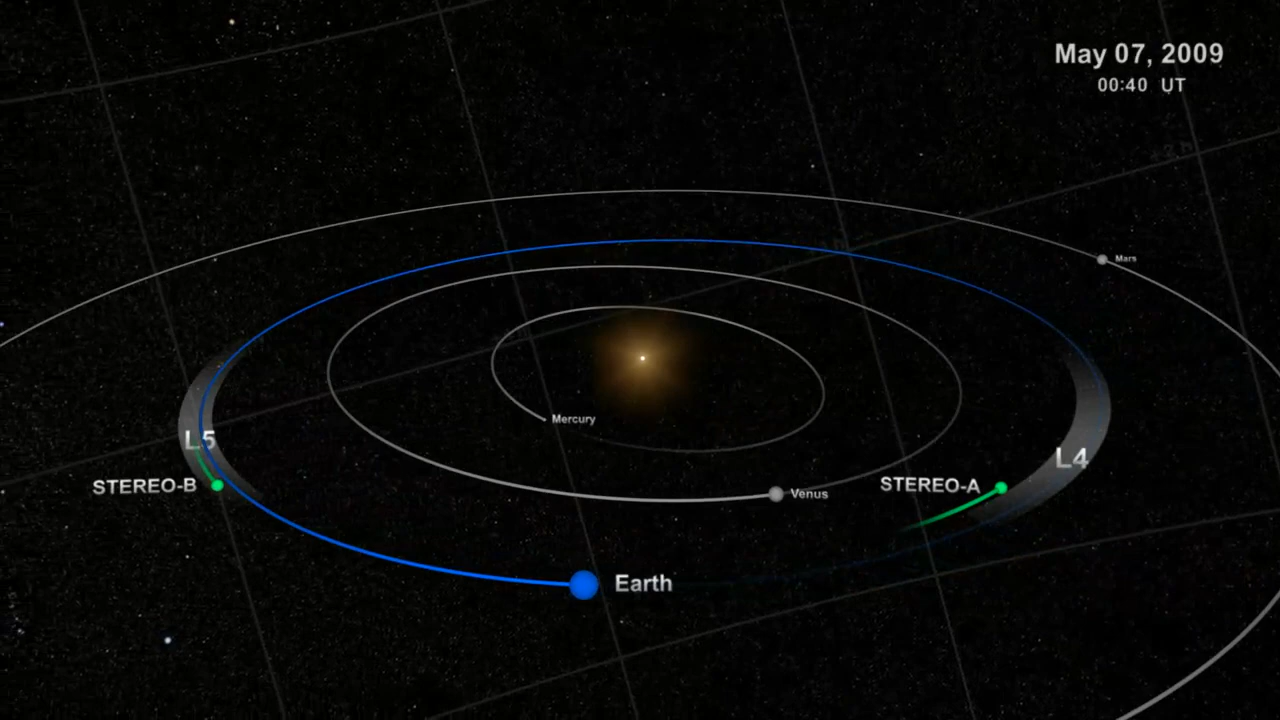 May 07, 2009
00:40 UT
Mars
Mercury
L5
L4
STEREO-B
STEREO-A
Venus
Earth